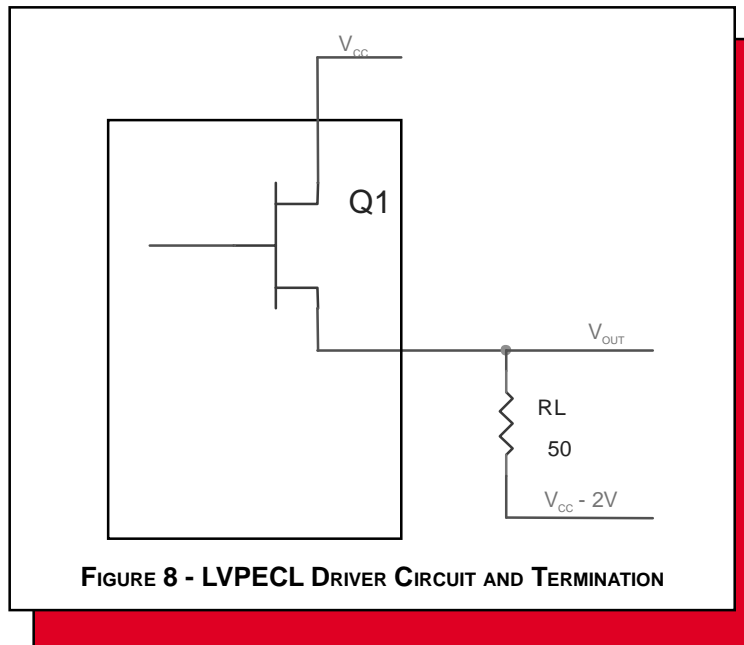 VCC
Q1
VOUT
RL
50
VCC - 2V
FIGURE 8 - LVPECL DRIVER CIRCUIT AND TERMINATION